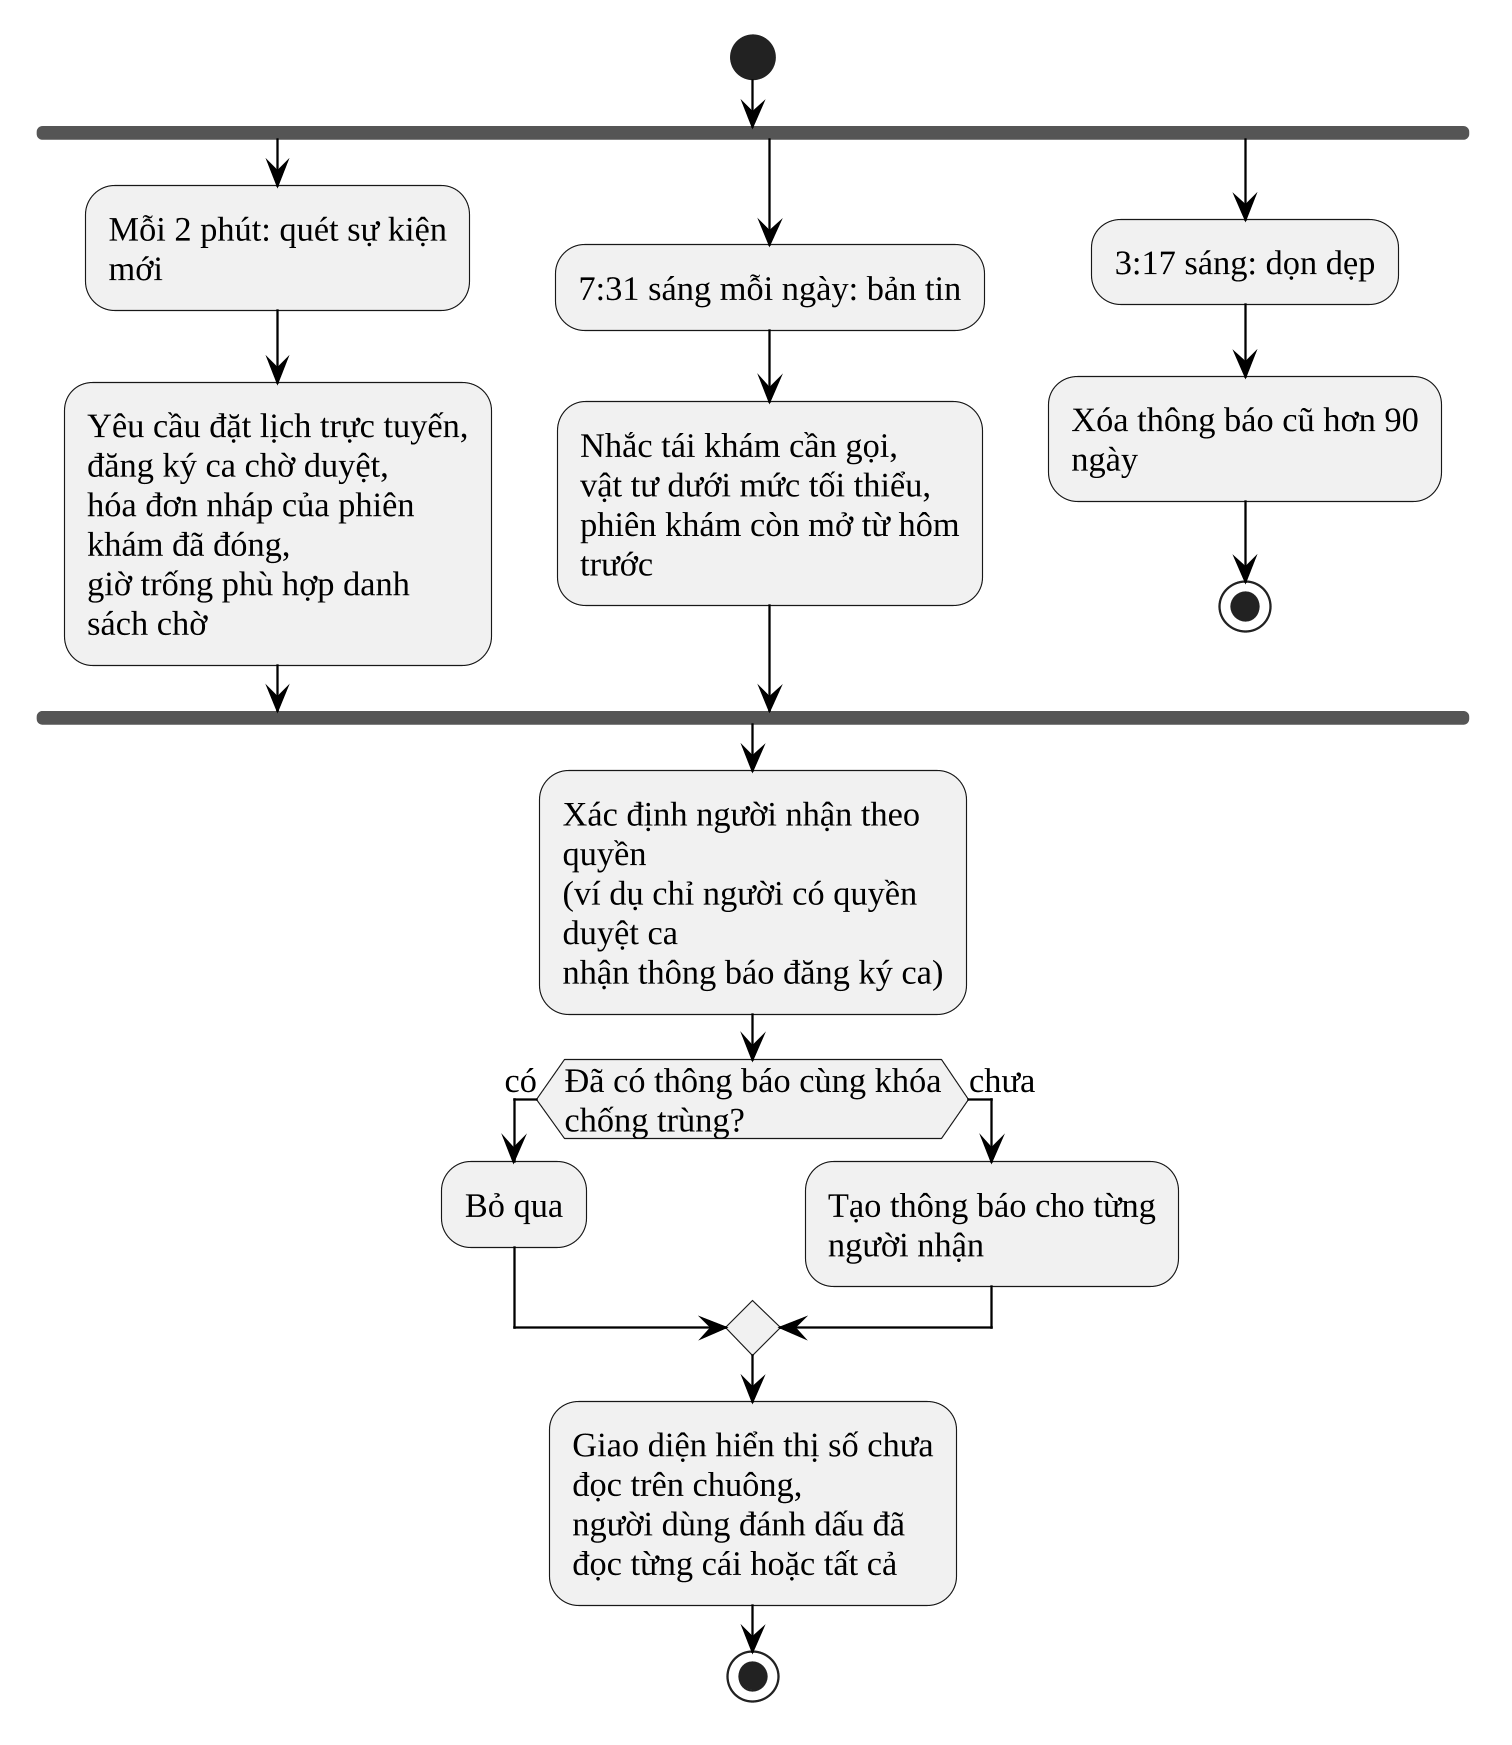 Mỗi 2 phút: quét sự kiện
mới
Yêu cầu đặt lịch trực tuyến,
đăng ký ca chờ duyệt,
hóa đơn nháp của phiên
khám đã đóng,
giờ trống phù hợp danh
sách chờ
7:31 sáng mỗi ngày: bản tin
Nhắc tái khám cần gọi,
vật tư dưới mức tối thiểu,
phiên khám còn mở từ hôm
trước
3:17 sáng: dọn dẹp
Xóa thông báo cũ hơn 90
ngày
Xác định người nhận theo
quyền
(ví dụ chỉ người có quyền
duyệt ca
nhận thông báo đăng ký ca)
có
Đã có thông báo cùng khóa
chống trùng?
chưa
Bỏ qua
Tạo thông báo cho từng
người nhận
Giao diện hiển thị số chưa
đọc trên chuông,
người dùng đánh dấu đã
đọc từng cái hoặc tất cả